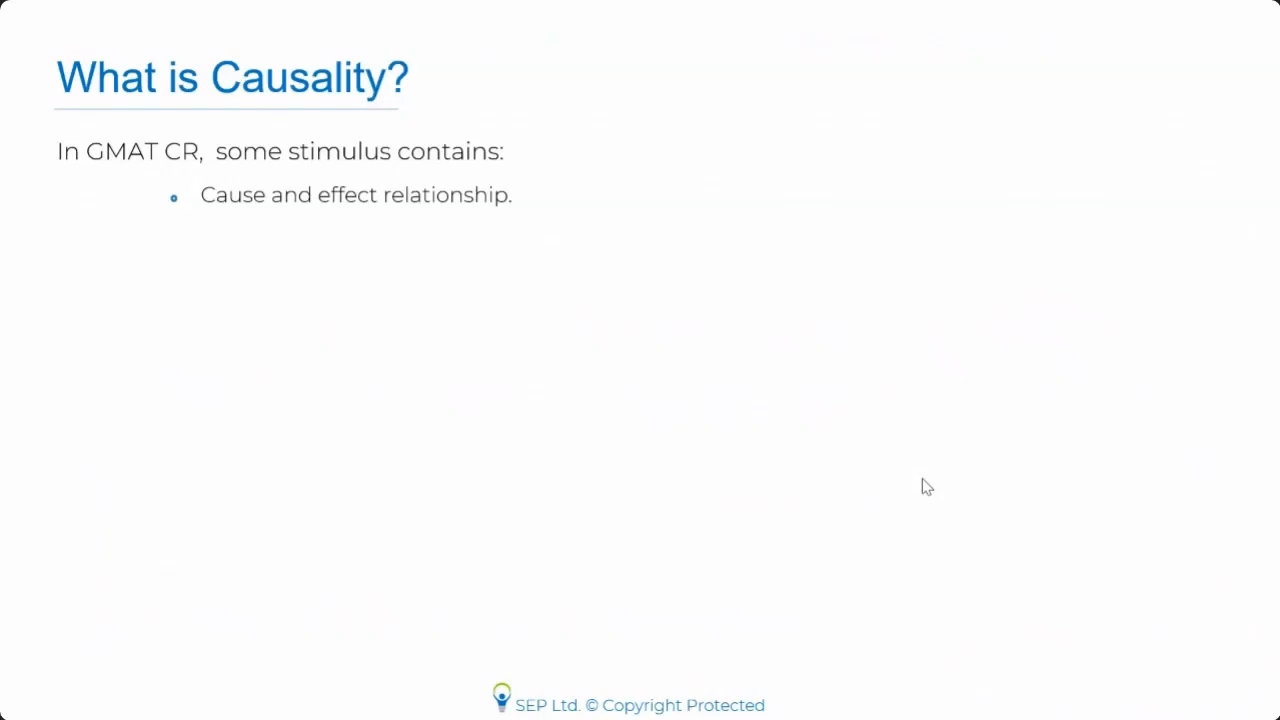 What is Causality?
In GMAT CR, some stimulus contains:
Cause and effect relationship.
SEP Ltd. © Copyright Protected